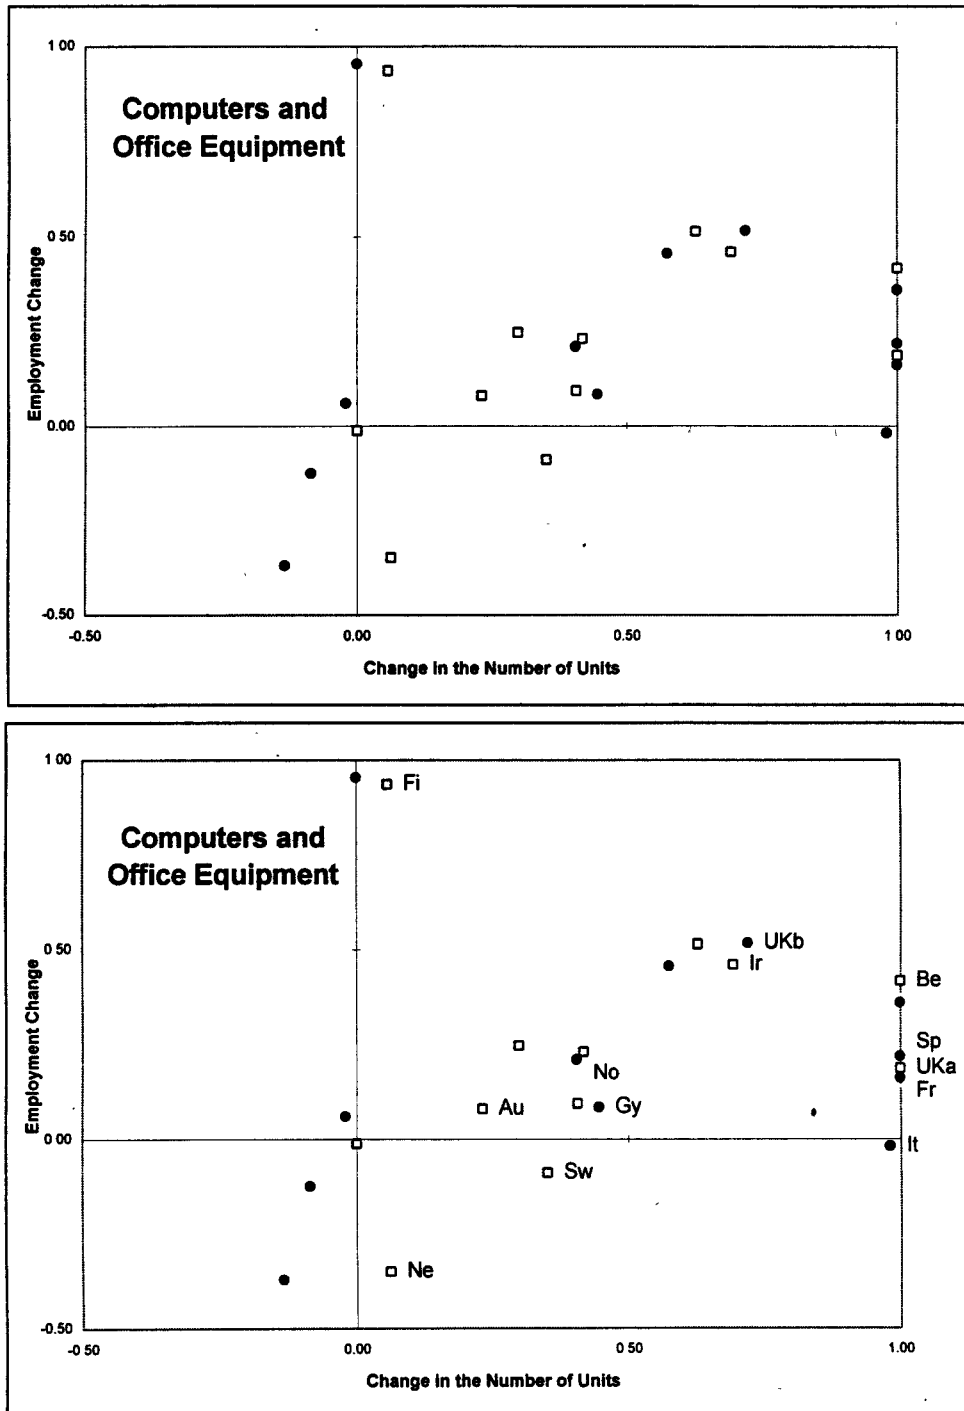 1 00
Computers and
Office Equipment
0 50
Employment Change
0.00
-0.50
-0.50
0.00
0.50
1 00
Change in the Number of Units
1 00
Fi
Computers and
Office Equipment
0 50
UKb
Ir
Be
Sp
No
UKa
Au
Gy
Fr
Employment Change
0 00
It
Sw
Ne
-0.50
-0 50
0.00
0 50
1.00
Change in the Number of Units